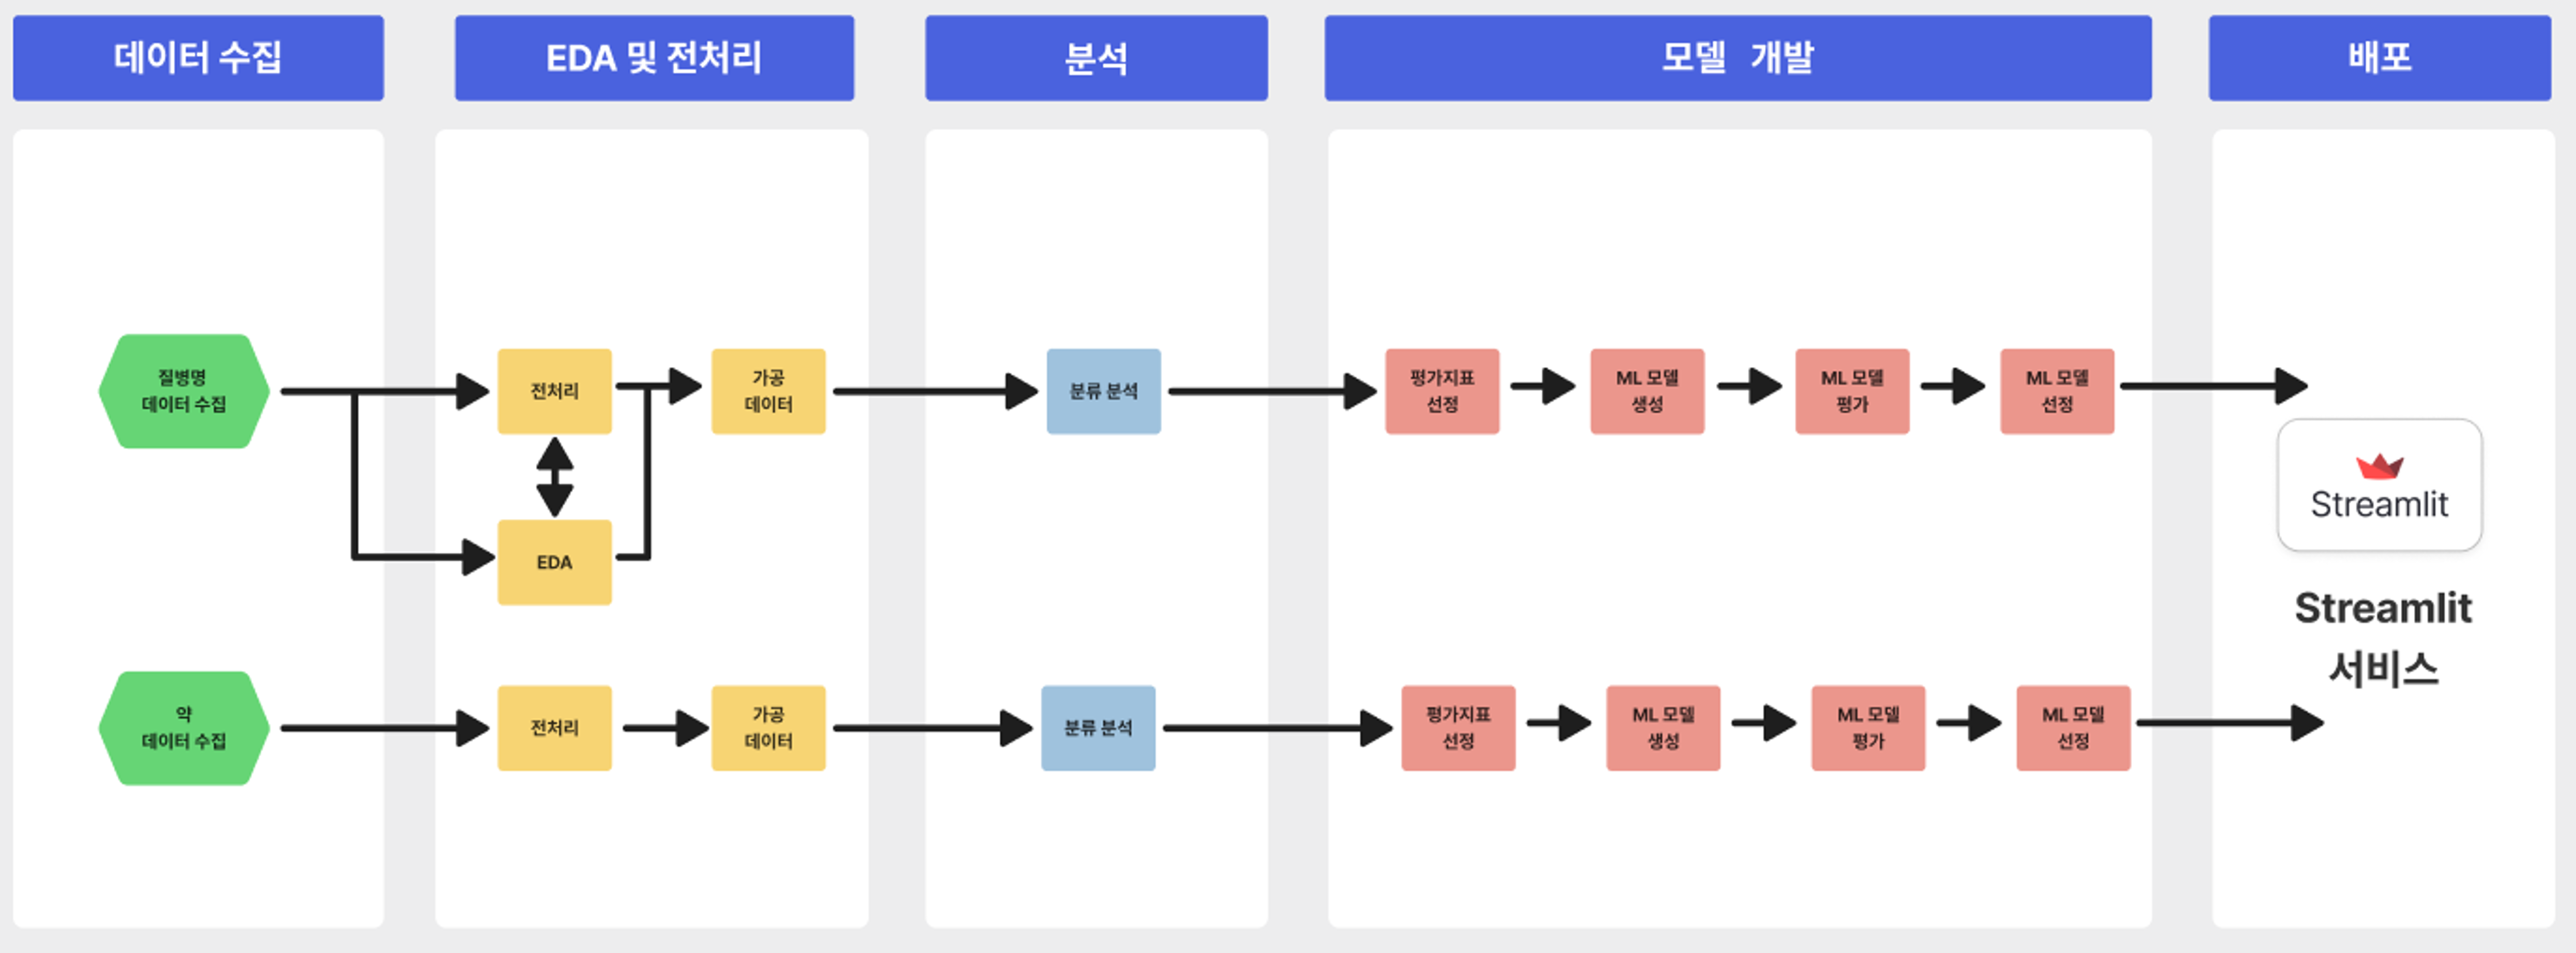 데이터 수집
EDA 및 전처리
분석
모델 개발
배포
질병명
데이터 수집
전처리
가공
데이터
EDA
분류 분석
평가지표
선정
ML 모델
생성
ML 모델
평가
ML 모델
선정
Streamlit
Streamlit
서비스
약
데이터 수집
전처리
가공
데이터
분류 분석
평가지표
선정
ML 모델
생성
ML 모델
평가
ML 모델
선정